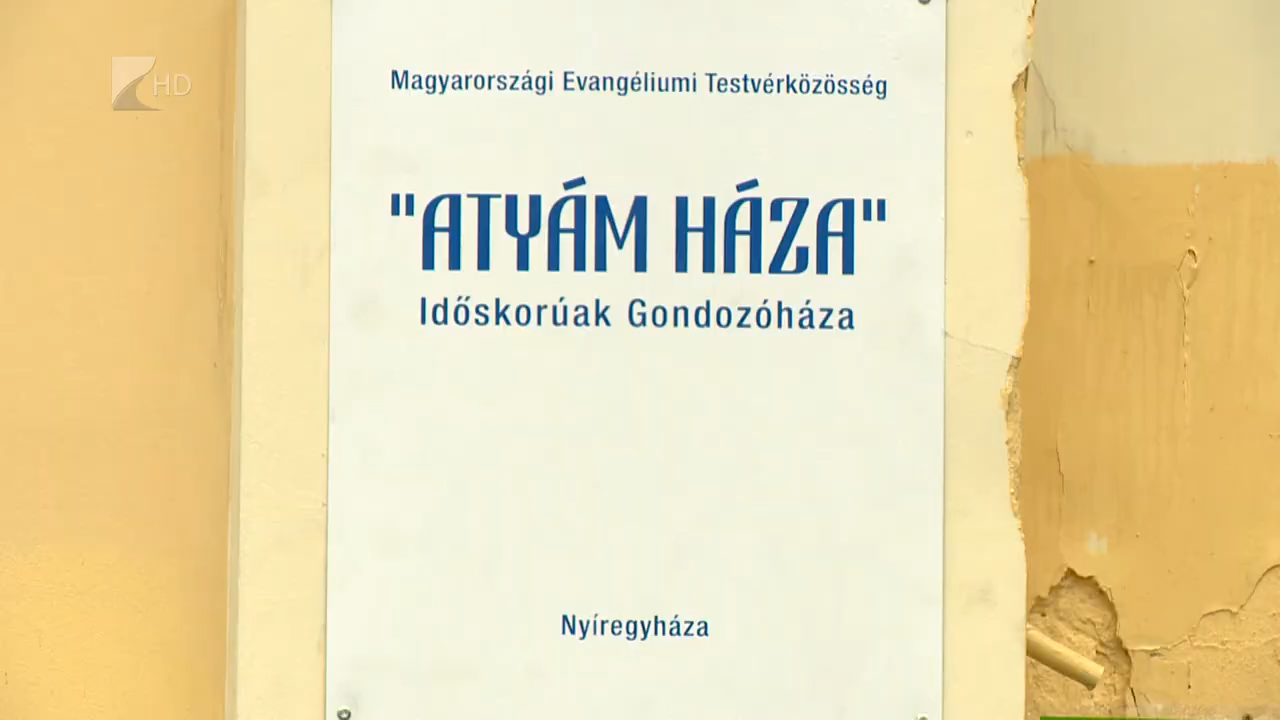 HD
Magyarországi Evangéliumi Testvérközösség
"ATYÁM HÁZA"
Időskorúak Gondozóháza
Nyíregyháza